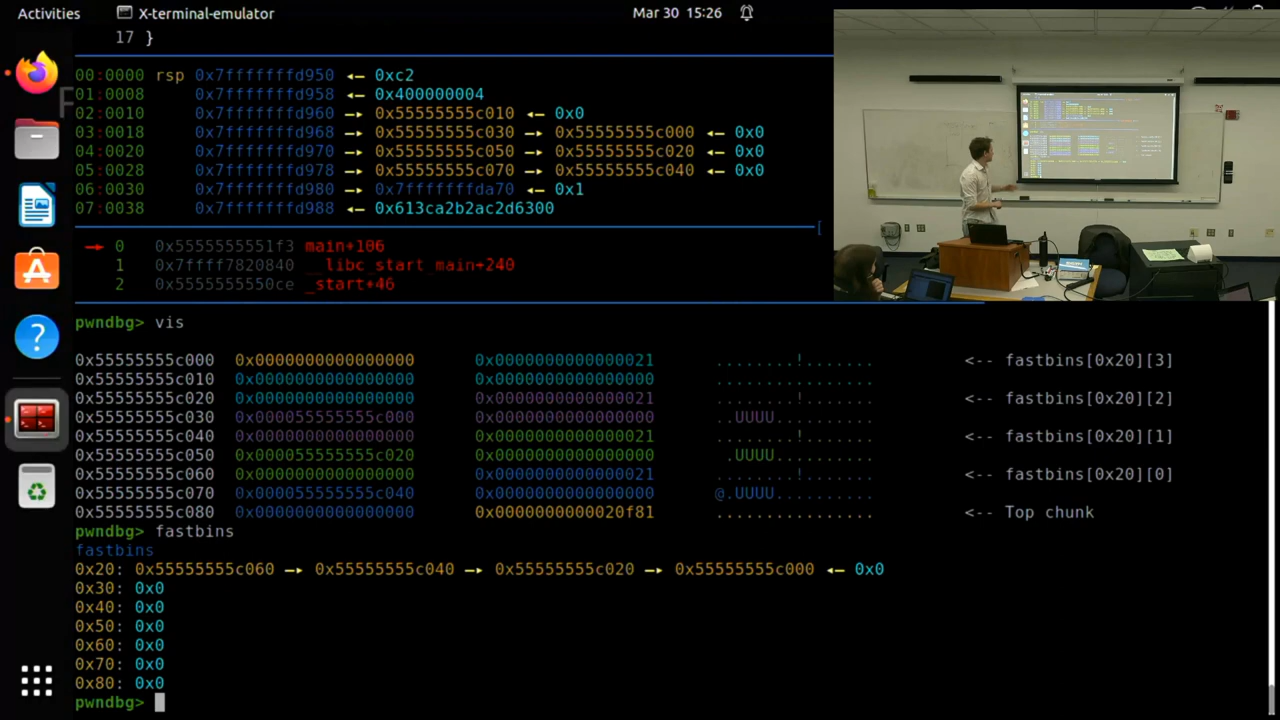 Activities
X-terminal-emulator
Mar 30 15:26
17 }
00:0000 rsp 0x7fffffffd950 ◂— 0xc2
01:0008 0x7fffffffd958 ◂— 0x400000004
02:0010 0x7fffffffd960 —▸ 0x55555555c010 ◂— 0x0
03:0018 0x7fffffffd968 —▸ 0x55555555c030 —▸ 0x55555555c000 ◂— 0x0
04:0020 0x7fffffffd970 —▸ 0x55555555c050 —▸ 0x55555555c020 ◂— 0x0
05:0028 0x7fffffffd978 —▸ 0x55555555c070 —▸ 0x55555555c040 ◂— 0x0
06:0030 0x7fffffffd980 —▸ 0x7fffffffda70 ◂— 0x1
07:0038 0x7fffffffd988 ◂— 0x613ca2b2ac2d6300
[
► 0 0x5555555551f3 main+106
1 0x7ffff7820840 __libc_start_main+240
2 0x5555555550ce _start+46
pwndbg> vis
0x55555555c000 0x0000000000000000 0x0000000000000021 ........!....... <-- fastbins[0x20][3]
0x55555555c010 0x0000000000000000 0x0000000000000000 ................
0x55555555c020 0x0000000000000000 0x0000000000000021 ........!....... <-- fastbins[0x20][2]
0x55555555c030 0x000055555555c000 0x0000000000000000 ..UUUU..........
0x55555555c040 0x0000000000000000 0x0000000000000021 ........!....... <-- fastbins[0x20][1]
0x55555555c050 0x000055555555c020 0x0000000000000000 .UUUU..........
0x55555555c060 0x0000000000000000 0x0000000000000021 ........!....... <-- fastbins[0x20][0]
0x55555555c070 0x000055555555c040 0x0000000000000000 @.UUUU..........
0x55555555c080 0x0000000000000000 0x0000000000020f81 ................ <-- Top chunk
pwndbg> fastbins
fastbins
0x20: 0x55555555c060 —▸ 0x55555555c040 —▸ 0x55555555c020 —▸ 0x55555555c000 ◂— 0x0
0x30: 0x0
0x40: 0x0
0x50: 0x0
0x60: 0x0
0x70: 0x0
0x80: 0x0
pwndbg>